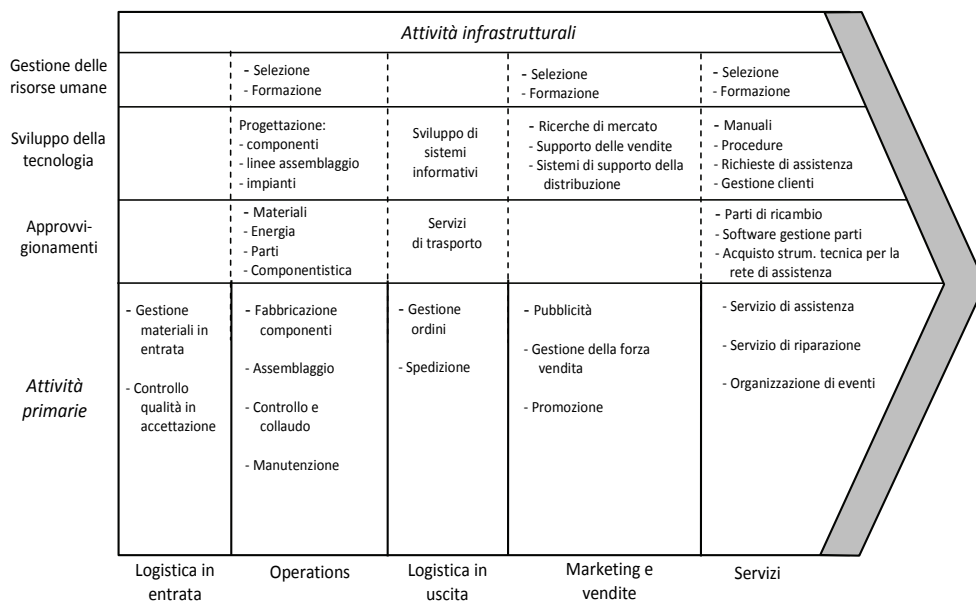 Attività infrastrutturali
Gestione delle
risorse umane
- Selezione
- Formazione
- Selezione
- Formazione
- Selezione
- Formazione
Sviluppo della
tecnologia
Progettazione:
- componenti
- linee assemblaggio
- impianti
Sviluppo di
sistemi
informativi
- Ricerche di mercato
- Supporto delle vendite
- Sistemi di supporto della
distribuzione
- Manuali
- Procedure
- Richieste di assistenza
- Gestione clienti
Approvvi-
gionamenti
- Materiali
- Energia
- Parti
- Componentistica
Servizi
di trasporto
- Parti di ricambio
- Software gestione parti
- Acquisto strum. tecnica per la
rete di assistenza
Attività
primarie
- Gestione
materiali in
entrata
- Controllo
qualità in
accettazione
- Fabbricazione
componenti
- Assemblaggio
- Controllo e
collaudo
- Manutenzione
- Gestione
ordini
- Spedizione
- Pubblicità
- Gestione della forza
vendita
- Promozione
- Servizio di assistenza
- Servizio di riparazione
- Organizzazione di eventi
Logistica in
entrata
Operations
Logistica in
uscita
Marketing e
vendite
Servizi